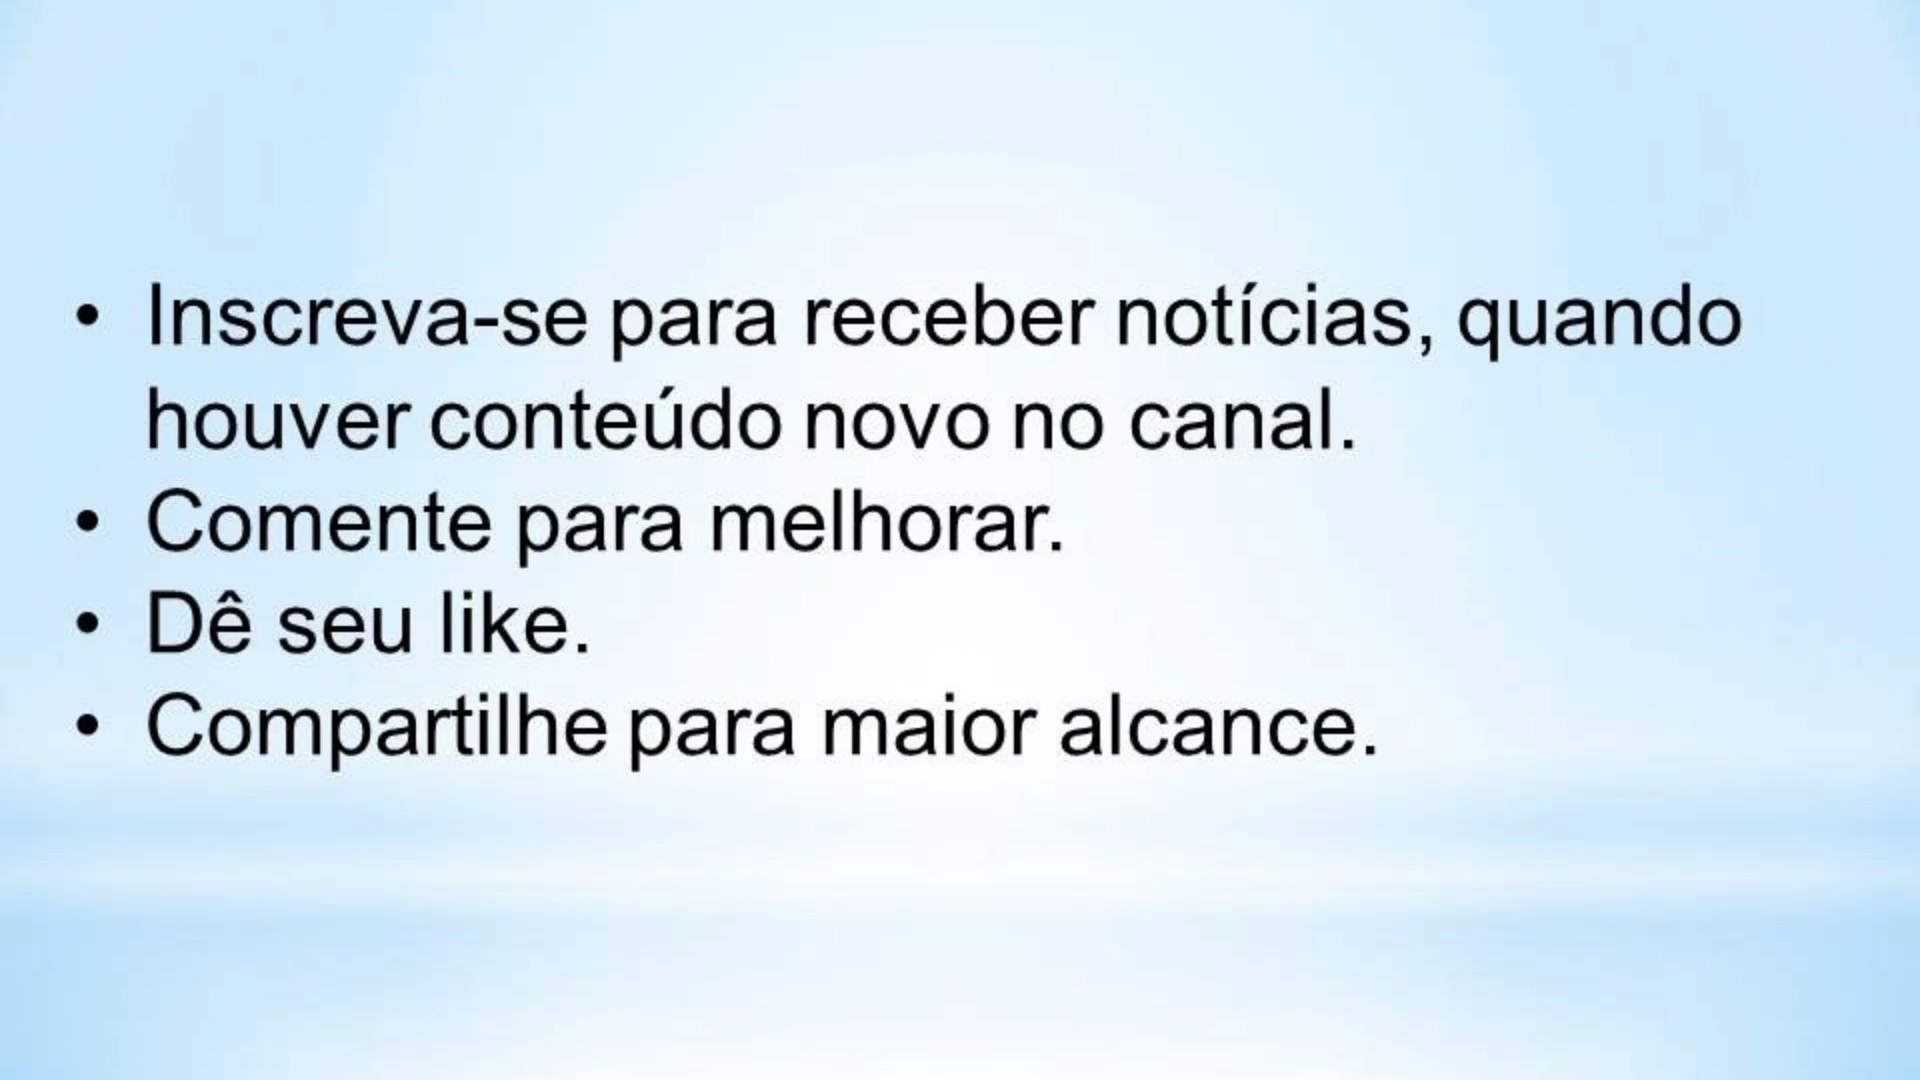 • Inscreva-se para receber notícias, quando
houver conteúdo novo no canal.
• Comente para melhorar.
• Dê seu like.
• Compartilhe para maior alcance.